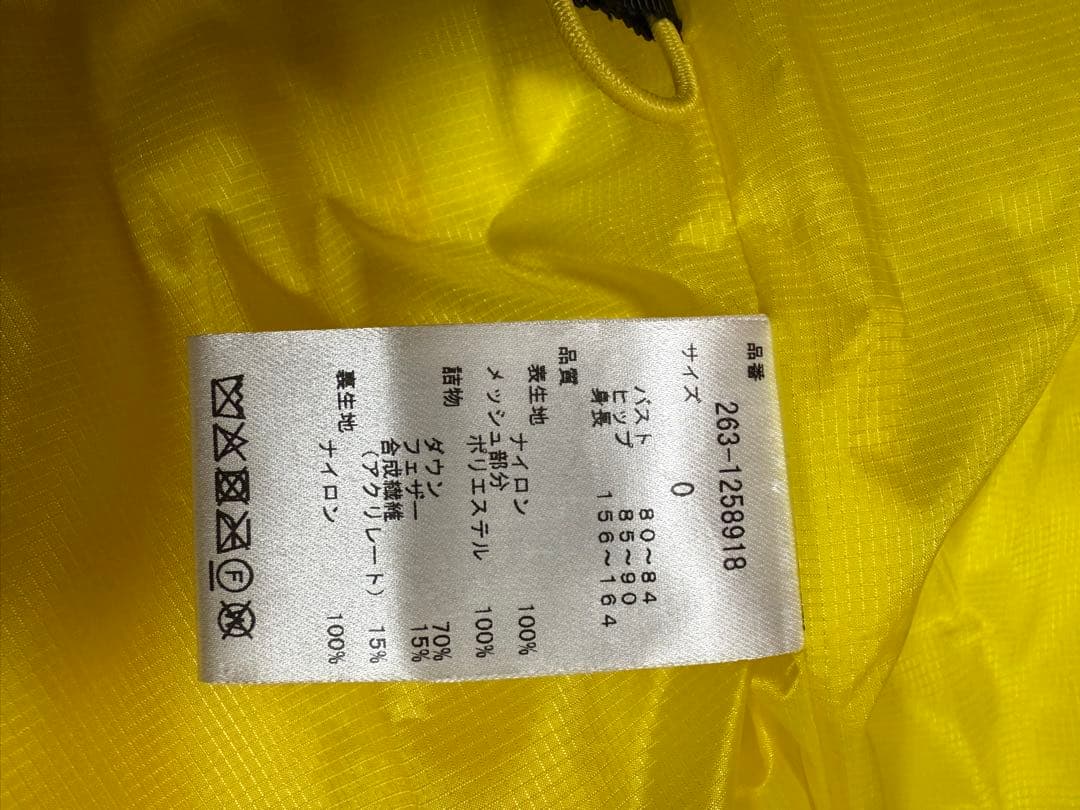 品番
263-1258918
サイズ 0
バスト 80~84
ヒップ 85~90
身長 156~164
品質
表生地
ナイロン 100%
メッシュ部分
ポリエステル 100%
詰物
ダウン 70%
フェザー 15%
合成繊維
(アクリレート) 15%
裏生地
ナイロン 100%
F W